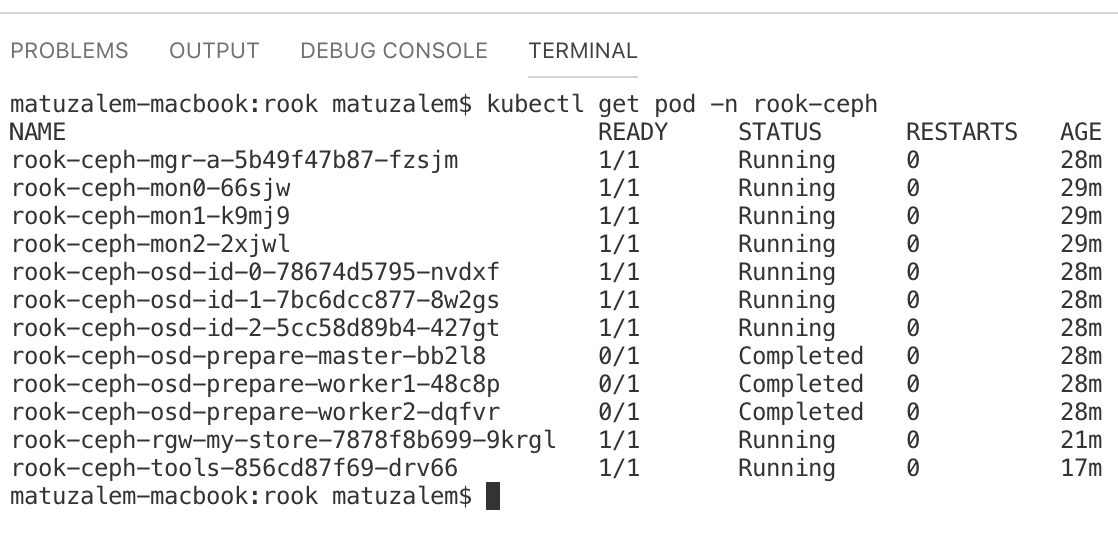 PROBLEMS OUTPUT DEBUG CONSOLE TERMINAL
matuzalem-macbook:rook matuzalem$ kubectl get pod -n rook-ceph
NAME READY STATUS RESTARTS AGE
rook-ceph-mgr-a-5b49f47b87-fzsjm 1/1 Running 0 28m
rook-ceph-mon0-66sjw 1/1 Running 0 29m
rook-ceph-mon1-k9mj9 1/1 Running 0 29m
rook-ceph-mon2-2xjwl 1/1 Running 0 29m
rook-ceph-osd-id-0-78674d5795-nvdxf 1/1 Running 0 28m
rook-ceph-osd-id-1-7bc6dcc877-8w2gs 1/1 Running 0 28m
rook-ceph-osd-id-2-5cc58d89b4-427gt 1/1 Running 0 28m
rook-ceph-osd-prepare-master-bb2l8 0/1 Completed 0 28m
rook-ceph-osd-prepare-worker1-48c8p 0/1 Completed 0 28m
rook-ceph-osd-prepare-worker2-dqfvr 0/1 Completed 0 28m
rook-ceph-rgw-my-store-7878f8b699-9krgl 1/1 Running 0 21m
rook-ceph-tools-856cd87f69-drv66 1/1 Running 0 17m
matuzalem-macbook:rook matuzalem$